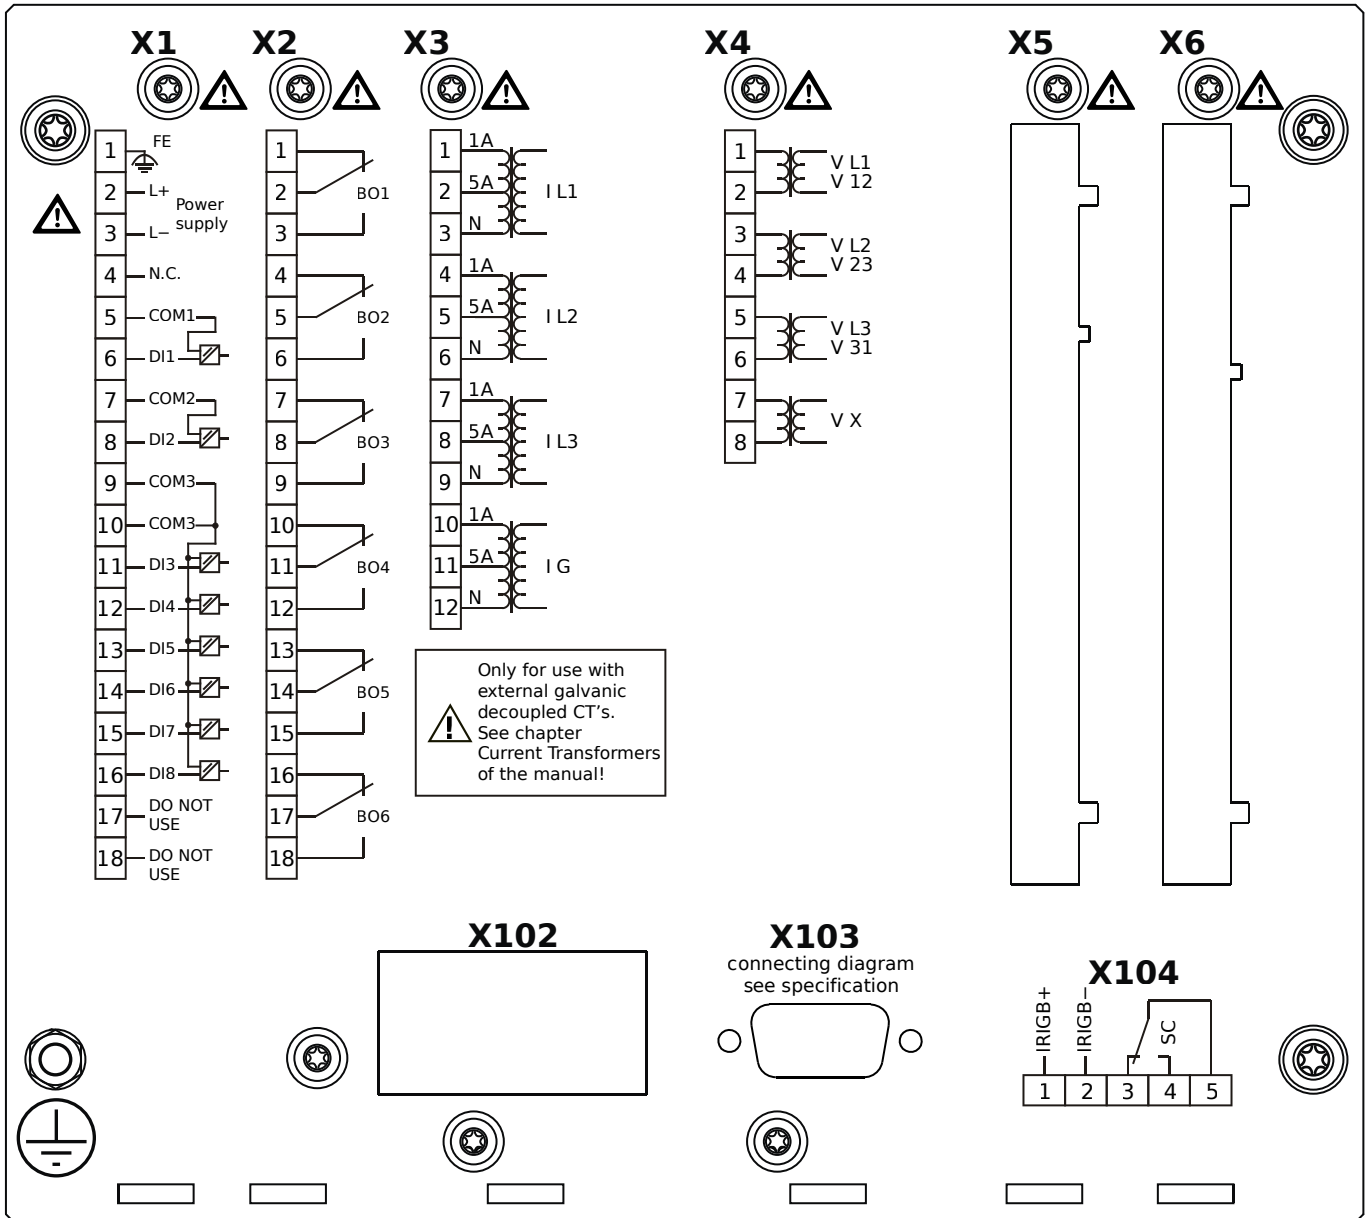 X1
X2
X3
X4
X5
X6
1 FE
2 L+
Power
supply
3 L−
4 N.C.
5 COM1
6 DI1
7 COM2
8 DI2
9 COM3
10 COM3
11 DI3
12 DI4
13 DI5
14 DI6
15 DI7
16 DI8
17 DO NOT
USE
18 DO NOT
USE
1
2 BO1
3
4
5 BO2
6
7
8 BO3
9
10
11 BO4
12
13
14 BO5
15
16
17 BO6
18
1 1A
2 5A I L1
3 N
4 1A
5 5A I L2
6 N
7 1A
8 5A I L3
9 N
10 1A
11 5A I G
12 N
Only for use with
external galvanic
decoupled CT's.
See chapter
Current Transformers
of the manual!
1 V L1
2 V 12
3 V L2
4 V 23
5 V L3
6 V 31
7 V X
8
X102
X103
connecting diagram
see specification
X104
IRIGB+
IRIGB−
SC
1 2 3 4 5